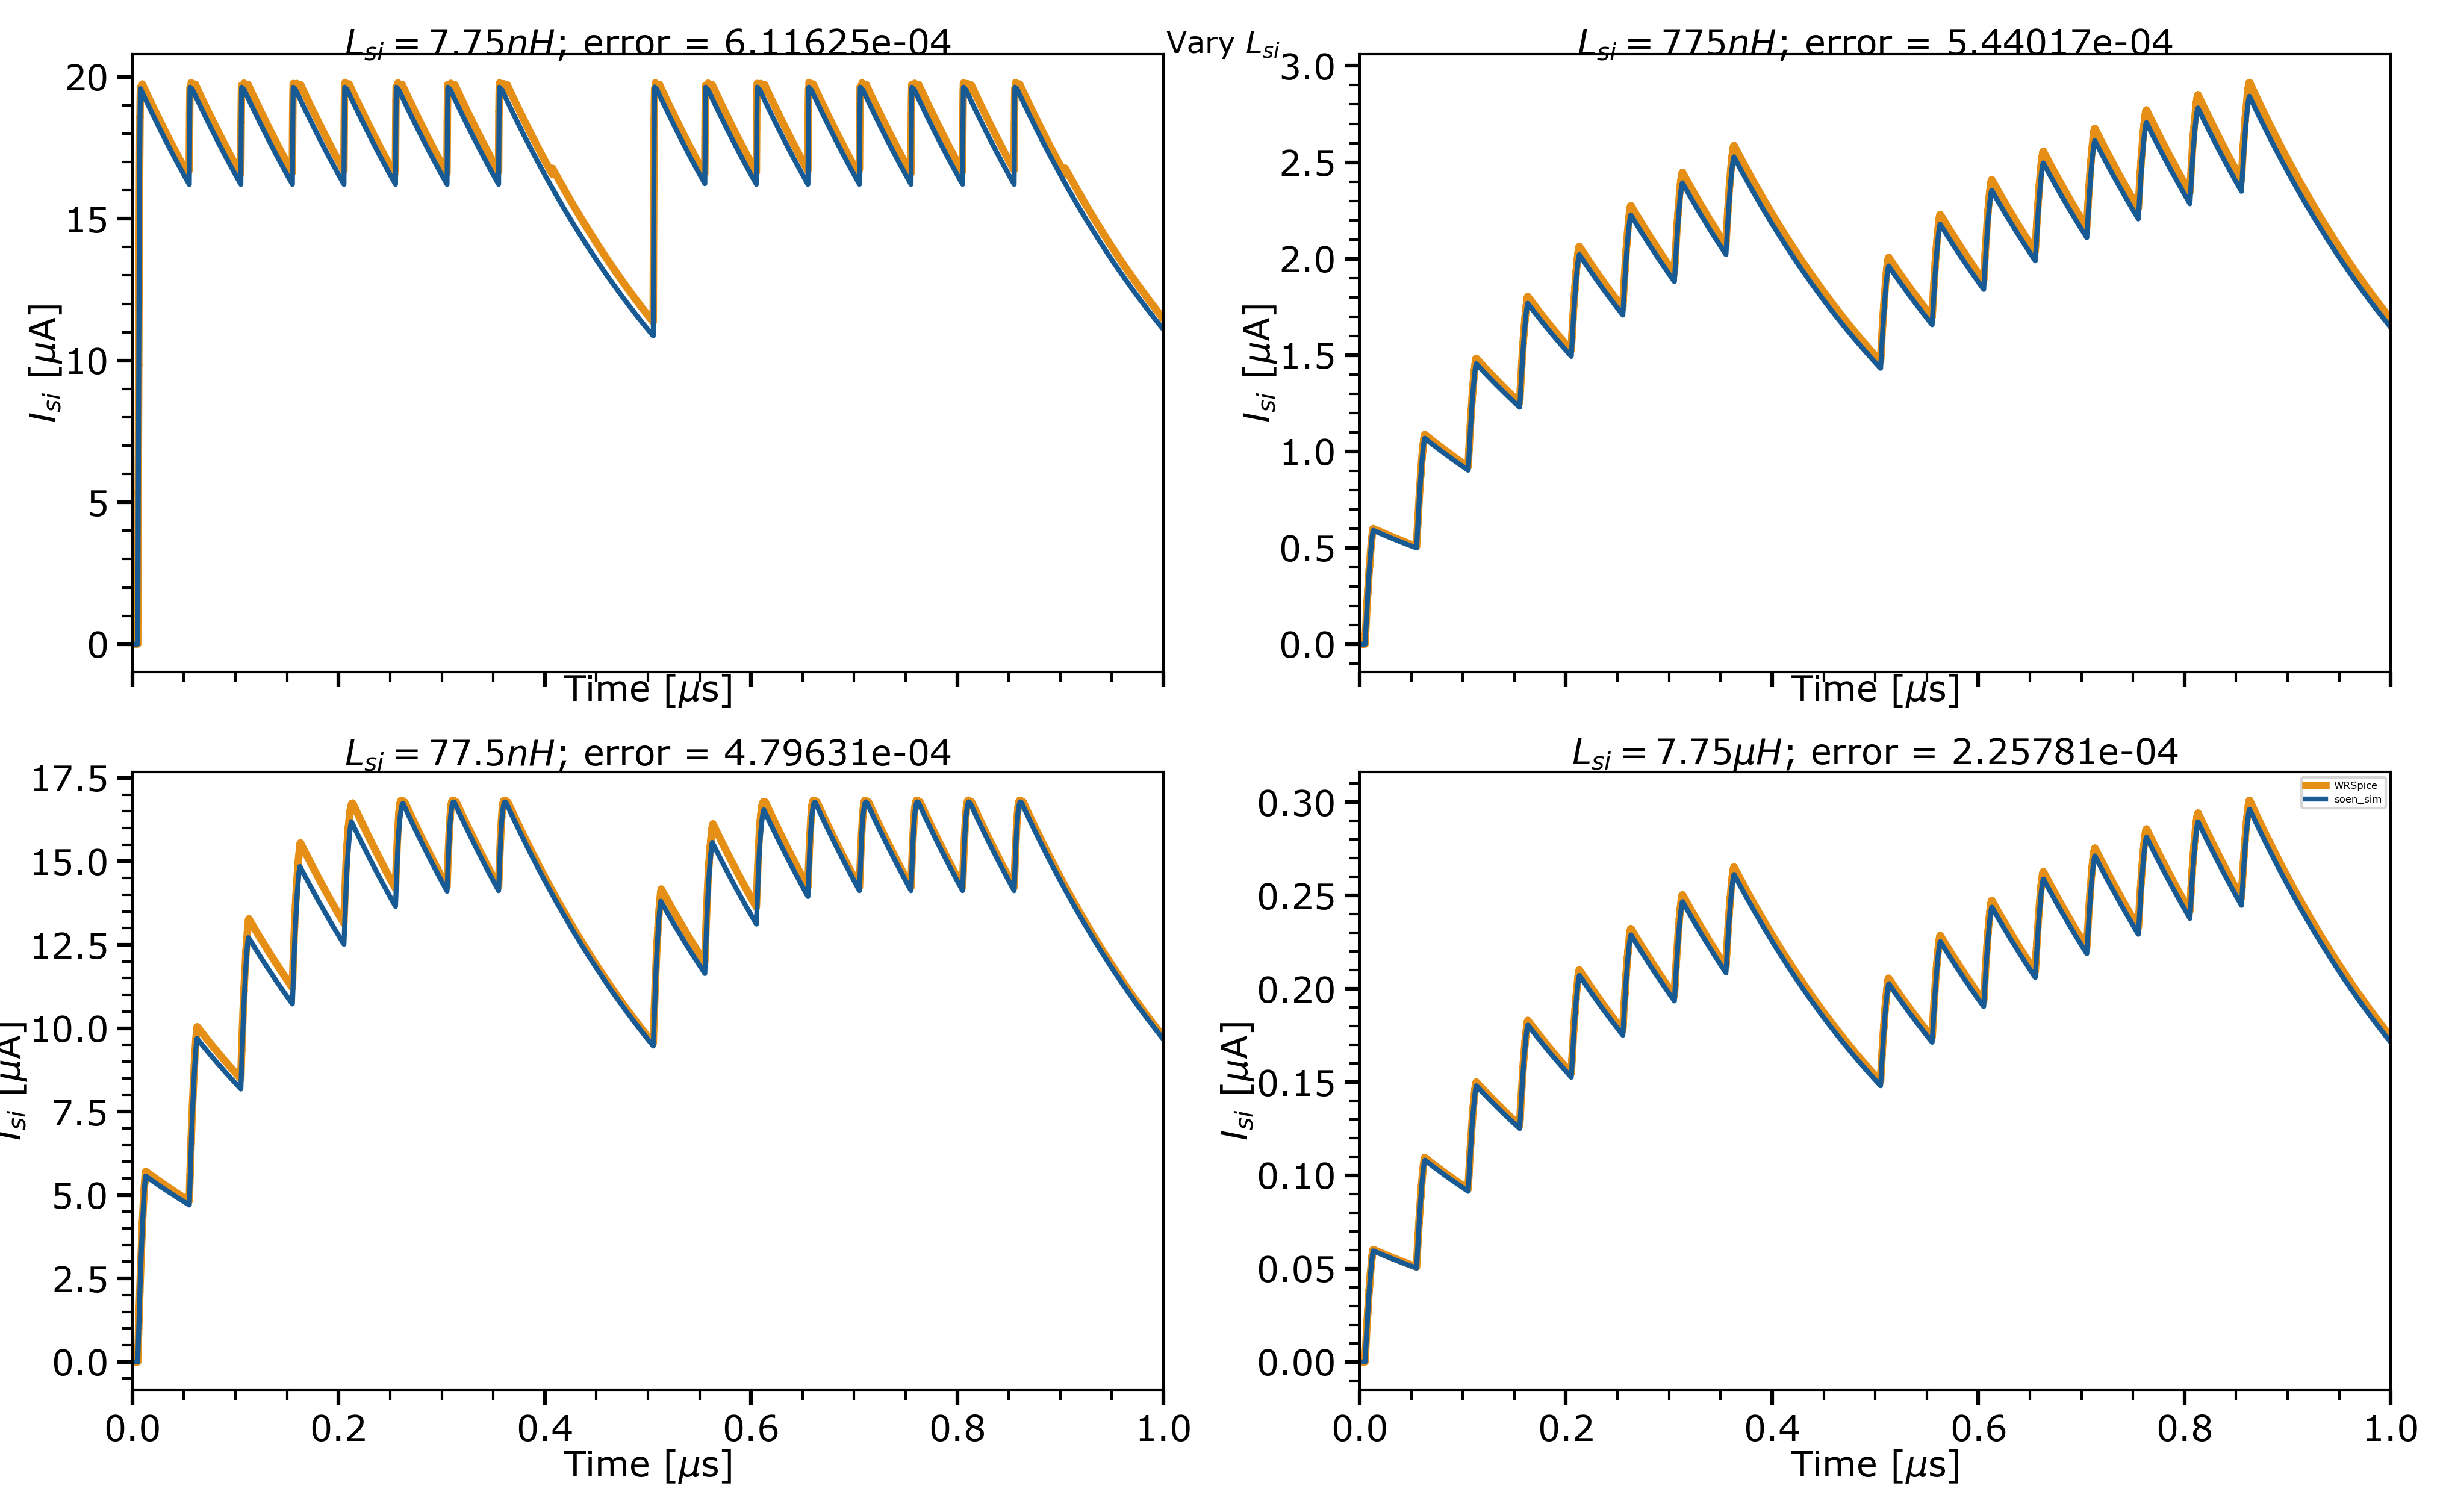 Vary L_si
L_si = 7.75nH; error = 6.11625e-04
20
15
10
5
0
I_si [μA]
Time [μs]
L_si = 775nH; error = 5.44017e-04
3.0
2.5
2.0
1.5
1.0
0.5
0.0
I_si [μA]
Time [μs]
L_si = 77.5nH; error = 4.79631e-04
17.5
15.0
12.5
10.0
7.5
5.0
2.5
0.0
I_si [μA]
0.0 0.2 0.4 0.6 0.8 1.0
Time [μs]
L_si = 7.75μH; error = 2.25781e-04
WRSpice
soen_sim
0.30
0.25
0.20
0.15
0.10
0.05
0.00
I_si [μA]
0.0 0.2 0.4 0.6 0.8 1.0
Time [μs]